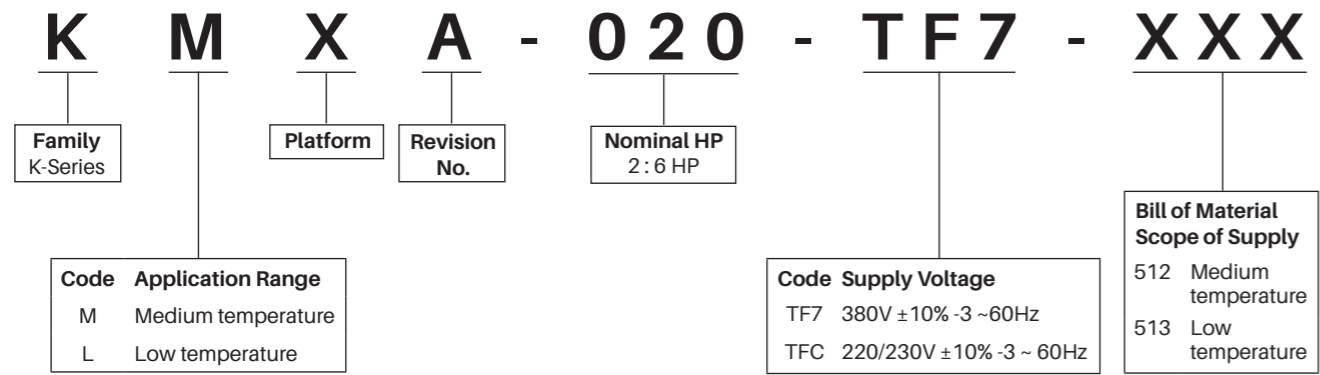 K M X A - 0 2 0 - T F 7 - X X X
Family
K-Series
Platform
Revision
No.
Nominal HP
2 : 6 HP
Code Application Range
M Medium temperature
L Low temperature
Code Supply Voltage
TF7 380V ±10% -3 ~60Hz
TFC 220/230V ±10% -3 ~ 60Hz
Bill of Material
Scope of Supply
512 Medium
temperature
513 Low
temperature